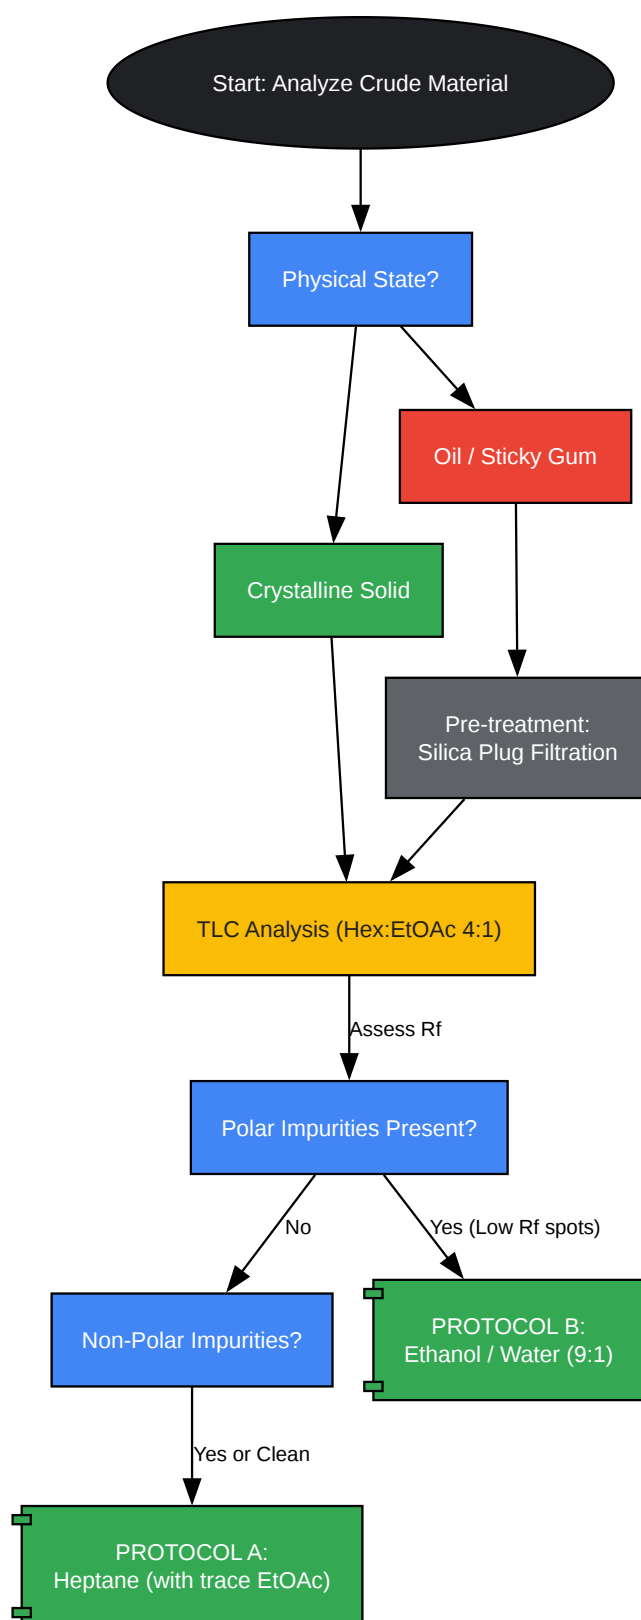 Start: Analyze Crude Material
Physical State?
Oil / Sticky Gum
Crystalline Solid
Pre-treatment:
Silica Plug Filtration
TLC Analysis (Hex:EtOAc 4:1)
Assess Rf
Polar Impurities Present?
No
Yes (Low Rf spots)
PROTOCOL B:
Ethanol / Water (9:1)
Non-Polar Impurities?
Yes or Clean
PROTOCOL A:
Heptane (with trace EtOAc)